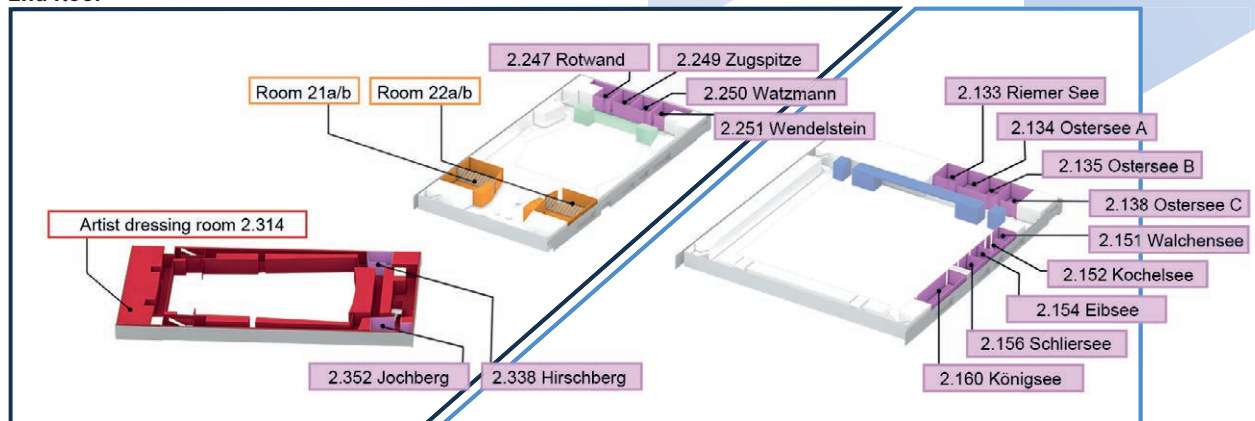 2.247 Rotwand
2.249 Zugspitze
Room 21a/b
Room 22a/b
2.250 Watzmann
2.251 Wendelstein
2.133 Riemer See
2.134 Ostersee A
2.135 Ostersee B
2.138 Ostersee C
Artist dressing room 2.314
2.151 Walchensee
2.152 Kochelsee
2.154 Eibsee
2.156 Schliersee
2.352 Jochberg
2.338 Hirschberg
2.160 Königsee